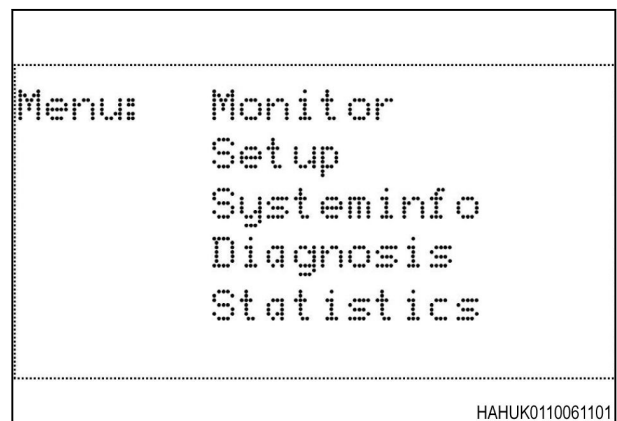 Menu: Monitor
Setup
Systeminfo
Diagnosis
Statistics
HAHUK0110061101